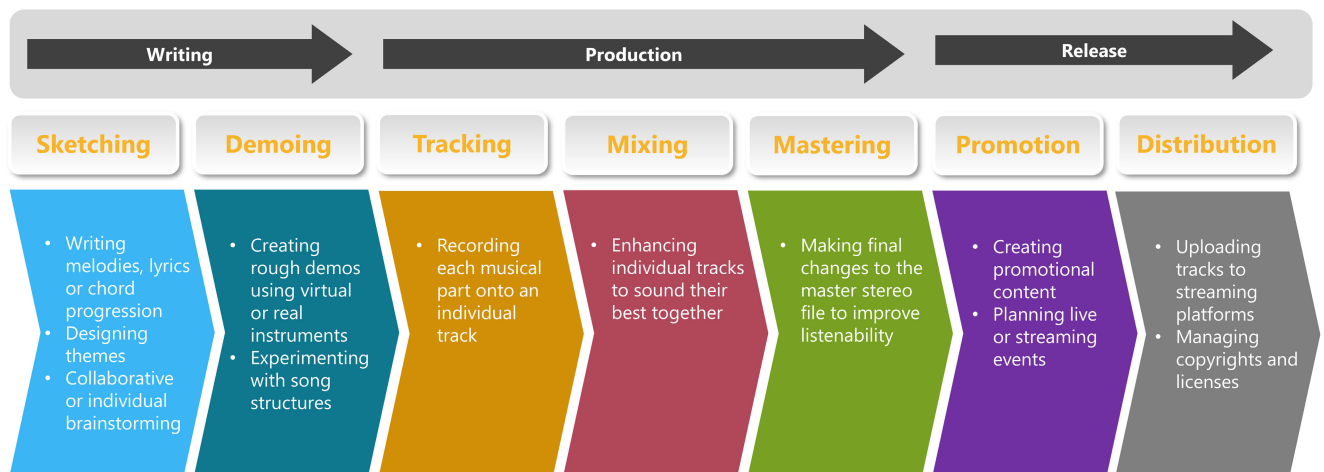 Writing
Production
Release
Sketching
Demoing
Tracking
Mixing
Mastering
Promotion
Distribution
• Writing
melodies, lyrics
or chord
progression
• Designing
themes
• Collaborative
or individual
brainstorming
• Creating
rough demos
using virtual
or real
instruments
• Experimenting
with song
structures
• Recording
each musical
part onto an
individual
track
• Enhancing
individual tracks
to sound their
best together
• Making final
changes to the
master stereo
file to improve
listenability
• Creating
promotional
content
• Planning live
or streaming
events
• Uploading
tracks to
streaming
platforms
• Managing
copyrights and
licenses